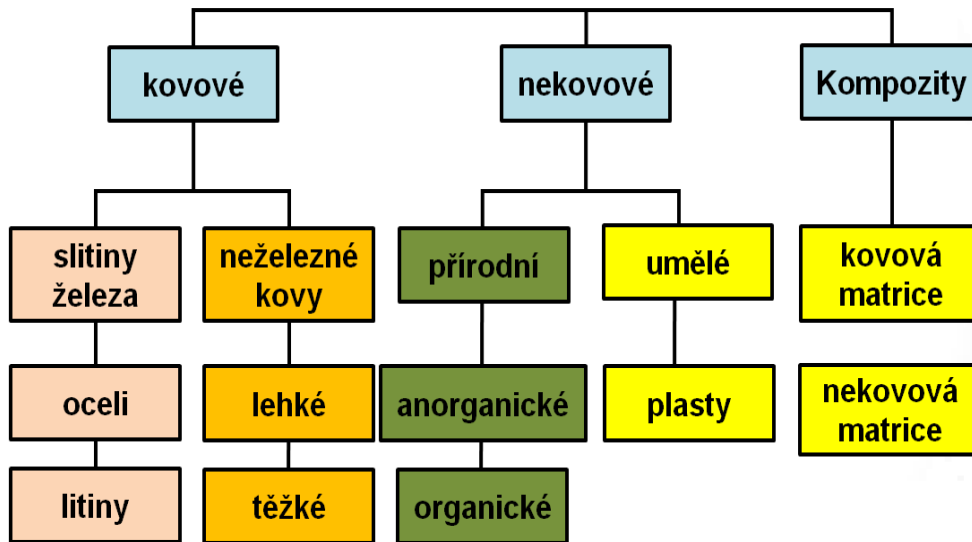 kovové
nekovové
Kompozity
slitiny
železa
neželezné
kovy
přírodní
umělé
kovová
matrice
oceli
lehké
anorganické
plasty
nekovová
matrice
litiny
těžké
organické